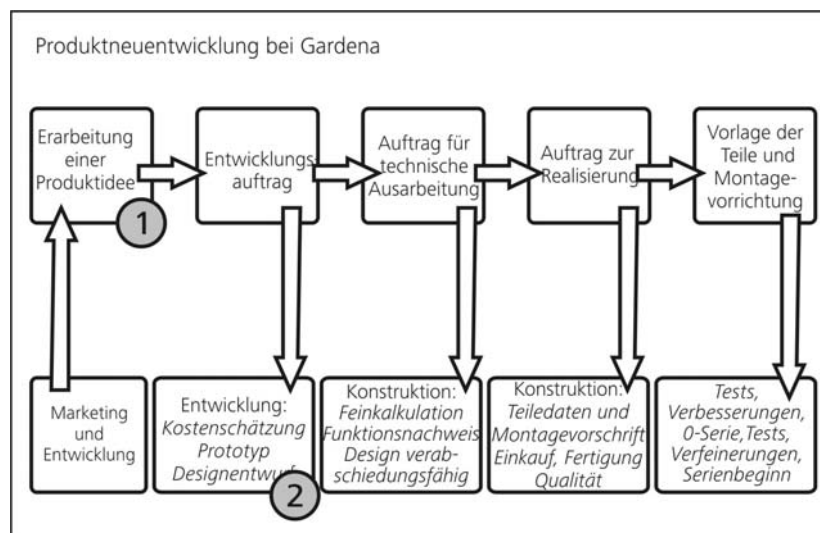 Produktneuentwicklung bei Gardena
Erarbeitung
einer
Produktidee
1
Entwicklungs-
auftrag
Auftrag für
technische
Ausarbeitung
Auftrag zur
Realisierung
Vorlage der
Teile und
Montage-
vorrichtung
Marketing
und
Entwicklung
Entwicklung:
Kostenschätzung
Prototyp
Designentwurf
2
Konstruktion:
Feinkalkulation
Funktionsnachweis
Design verab-
schiedungsfähig
Konstruktion:
Teiledaten und
Montagevorschrift
Einkauf, Fertigung
Qualität
Tests,
Verbesserungen,
0-Serie,Tests,
Verfeinerungen,
Serienbeginn